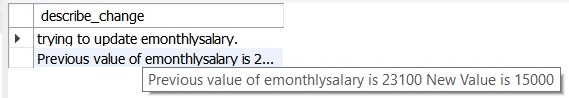 describe_change
trying to update emonthlysalary.
Previous value of emonthlysalary is 2...
Previous value of emonthlysalary is 23100 New Value is 15000